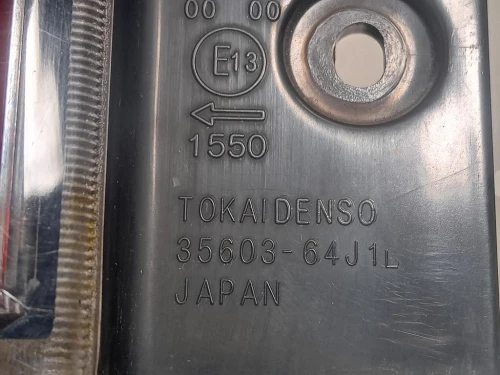 00 00
E13
1550
TOKAIDENSO
35603-64J1L
JAPAN